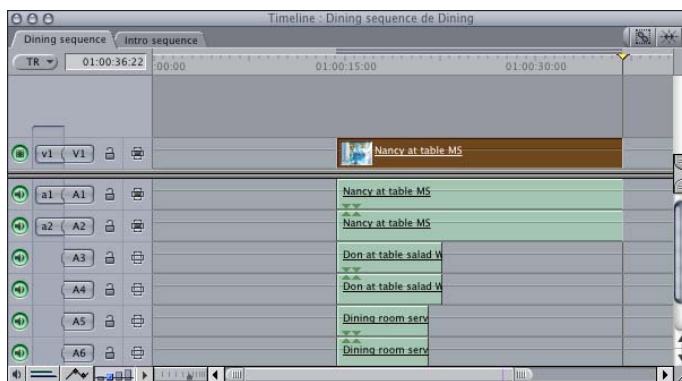 Timeline : Dining sequence de Dining
Dining sequence
Intro sequence
TR
01:00:36:22
:00:00
01:00:15:00
01:00:30:00
v1
V1
Nancy at table MS
a1
A1
Nancy at table MS
a2
A2
Nancy at table MS
A3
Don at table salad W
A4
Don at table salad W
A5
Dining room serv
A6
Dining room serv